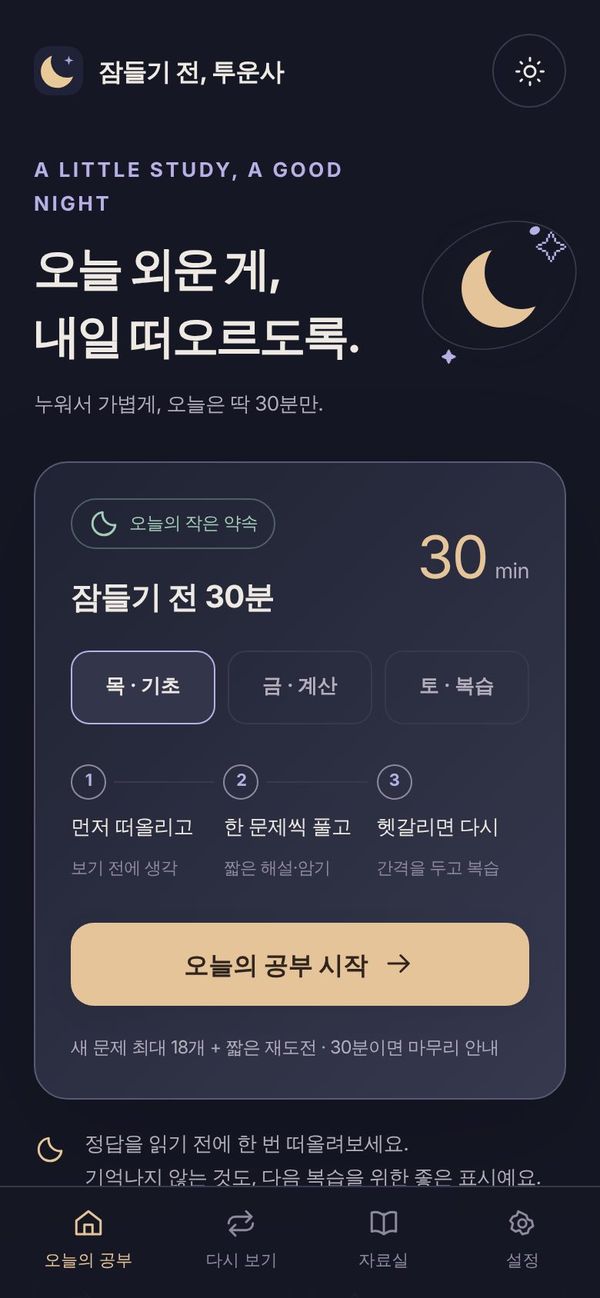 잠들기 전, 투운사
A LITTLE STUDY, A GOOD
NIGHT
오늘 외운 게,
내일 떠오르도록.
누워서 가볍게, 오늘은 딱 30분만.
오늘의 작은 약속
잠들기 전 30분
30 min
목 · 기초
금 · 계산
토 · 복습
1
2
3
먼저 떠올리고
한 문제씩 풀고
헷갈리면 다시
보기 전에 생각
짧은 해설·암기
간격을 두고 복습
오늘의 공부 시작 →
새 문제 최대 18개 + 짧은 재도전 · 30분이면 마무리 안내
정답을 읽기 전에 한 번 떠올려보세요.
기억나지 않는 것도, 다음 복습을 위한 좋은 표시예요.
오늘의 공부
다시 보기
자료실
설정